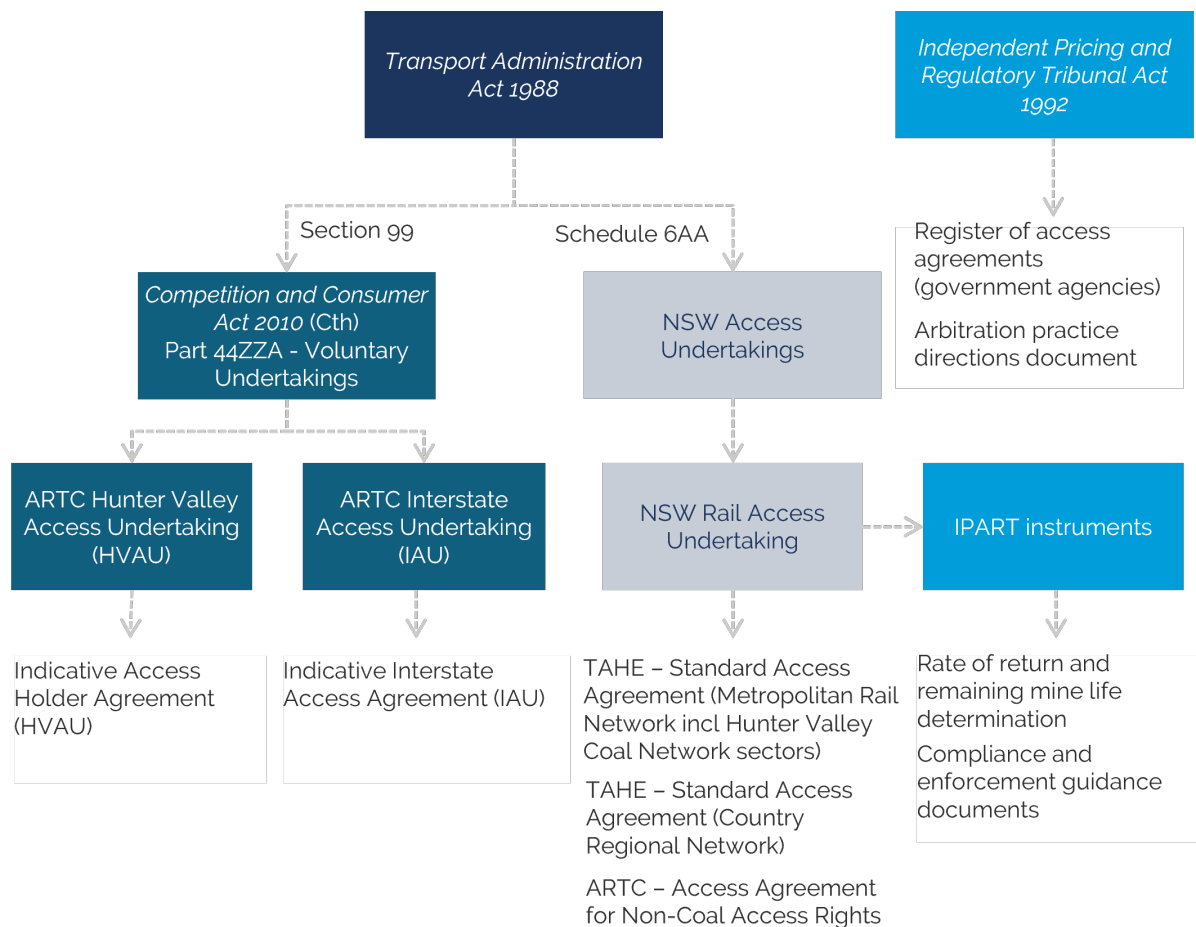 Transport Administration
Act 1988
Independent Pricing and
Regulatory Tribunal Act
1992
Section 99
Schedule 6AA
Register of access
agreements
(government agencies)
Arbitration practice
directions document
Competition and Consumer
Act 2010 (Cth)
Part 44ZZA - Voluntary
Undertakings
NSW Access
Undertakings
ARTC Hunter Valley
Access Undertaking
(HVAU)
ARTC Interstate
Access Undertaking
(IAU)
NSW Rail Access
Undertaking
IPART instruments
Indicative Access
Holder Agreement
(HVAU)
Indicative Interstate
Access Agreement (IAU)
TAHE – Standard Access
Agreement (Metropolitan Rail
Network incl Hunter Valley
Coal Network sectors)
TAHE – Standard Access
Agreement (Country
Regional Network)
ARTC – Access Agreement
for Non-Coal Access Rights
Rate of return and
remaining mine life
determination
Compliance and
enforcement guidance
documents